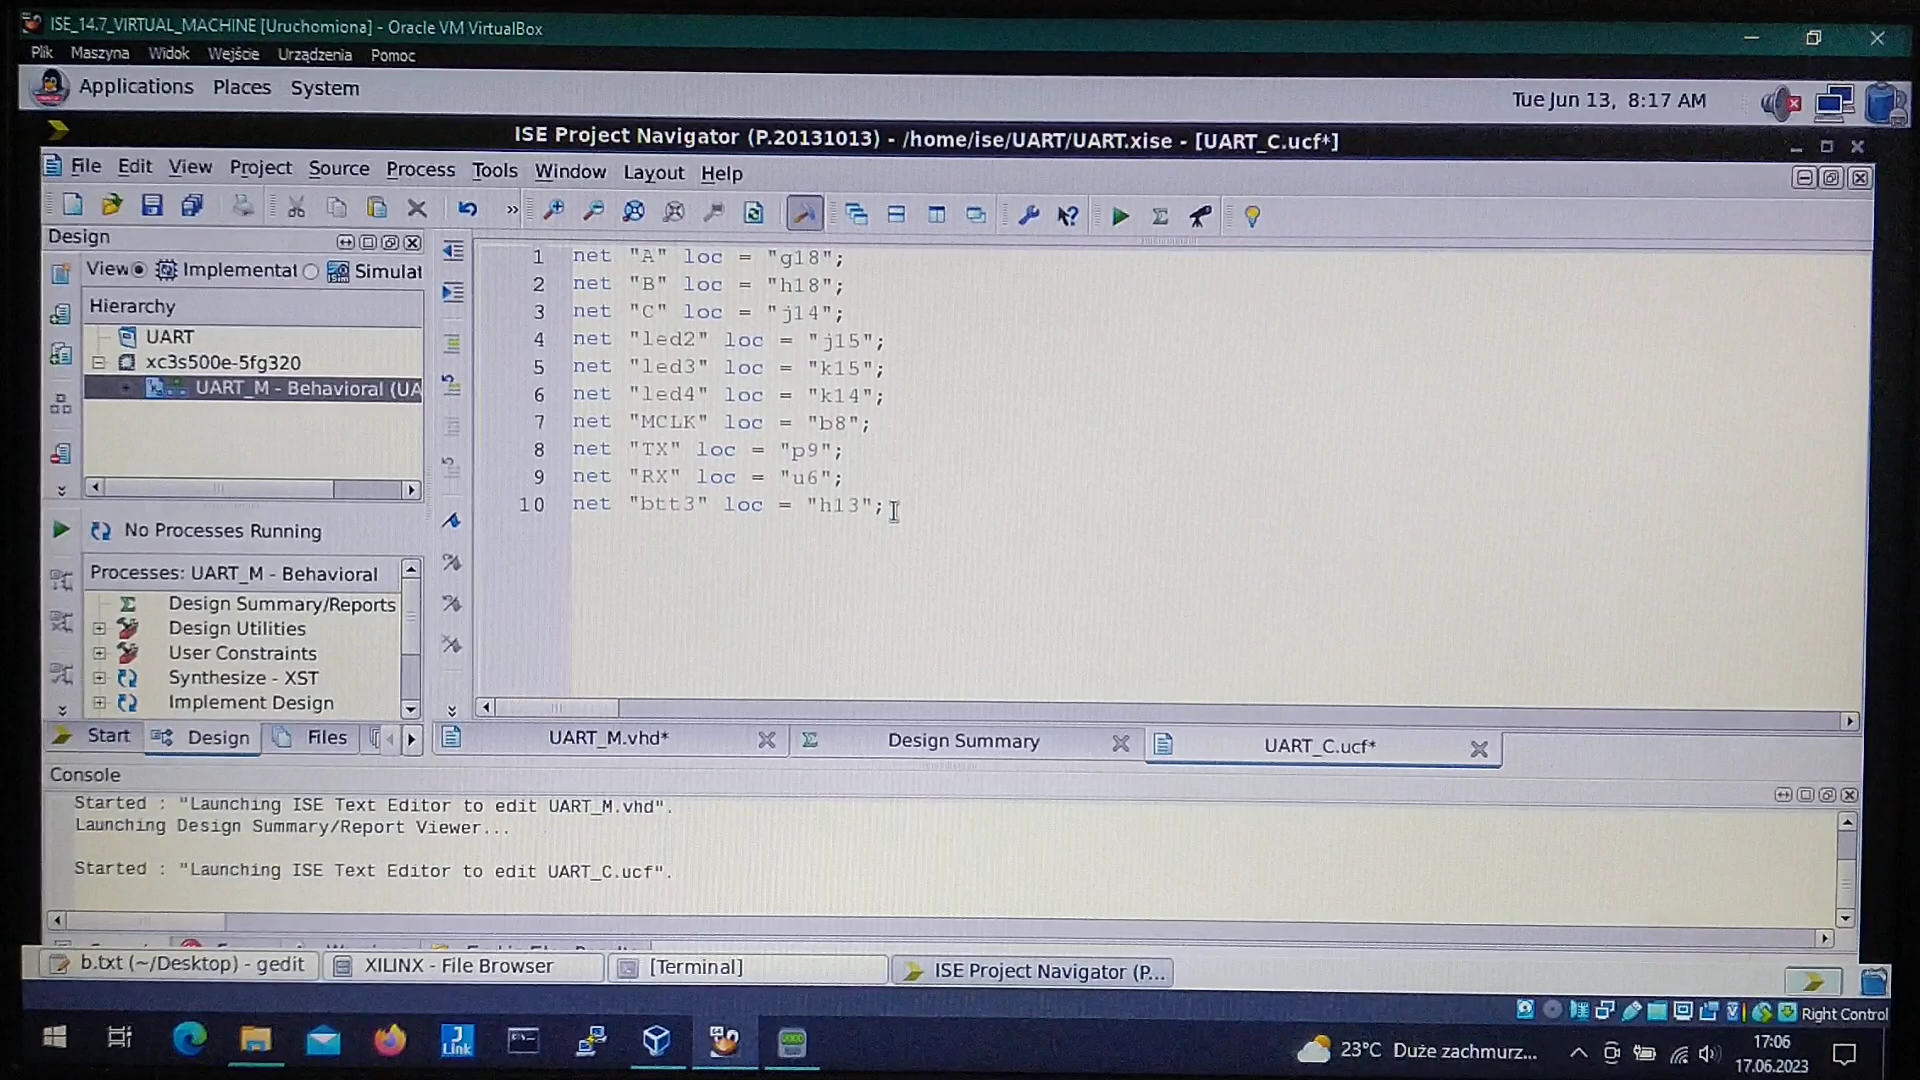 ISE_14.7_VIRTUAL_MACHINE [Uruchomiona] - Oracle VM VirtualBox
Plik Maszyna Widok Wejście Urządzenia Pomoc
Applications Places System
Tue Jun 13, 8:17 AM
ISE Project Navigator (P.20131013) - /home/ise/UART/UART.xise - [UART_C.ucf*]
File Edit View Project Source Process Tools Window Layout Help
Design
View Implementat Simulat
Hierarchy
UART
xc3s500e-5fg320
UART_M - Behavioral (UA
No Processes Running
Processes: UART_M - Behavioral
Design Summary/Reports
Design Utilities
User Constraints
Synthesize - XST
Implement Design
Start Design Files
1 net "A" loc = "g18";
2 net "B" loc = "h18";
3 net "C" loc = "j14";
4 net "led2" loc = "j15";
5 net "led3" loc = "k15";
6 net "led4" loc = "k14";
7 net "MCLK" loc = "b8";
8 net "TX" loc = "p9";
9 net "RX" loc = "u6";
10 net "btt3" loc = "h13";
UART_M.vhd* Design Summary UART_C.ucf*
Console
Started : "Launching ISE Text Editor to edit UART_M.vhd".
Launching Design Summary/Report Viewer...
Started : "Launching ISE Text Editor to edit UART_C.ucf".
b.txt (~/Desktop) - gedit XILINX - File Browser [Terminal] ISE Project Navigator (P...
Right Control
J
Link
23°C Duże zachmurz...
17:06
17.06.2023